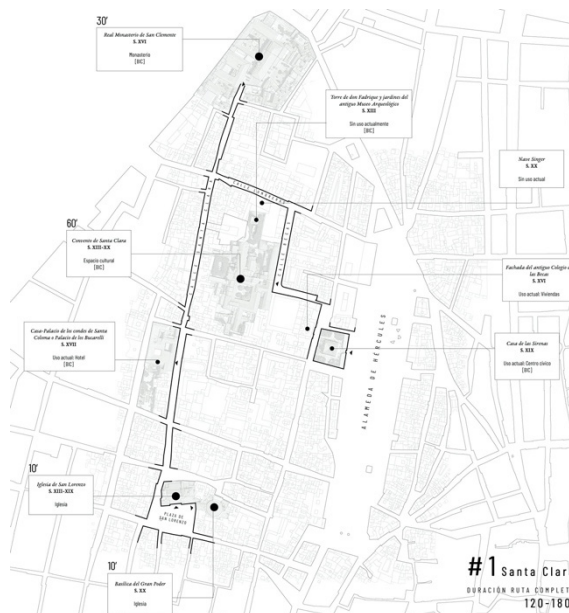 30'
Real Monasterio de San Clemente
S. XVI
Monasterio
[BIC]
Torre de don Fadrique y jardines del
antiguo Museo Arqueológico
S. XIII
Sin uso actualmente
[BIC]
Nave Singer
S. XX
Sin uso actual
60'
Convento de Santa Clara
S. XIII-XX
Espacio cultural
[BIC]
Fachada del antiguo Colegio de
las Becas
S. XVI
Uso actual: Viviendas
Casa-Palacio de los condes de Santa
Coloma o Palacio de los Bucarelli
S. XVII
Uso actual: Hotel
[BIC]
Casa de las Sirenas
S. XIX
Uso actual: Centro cívico
[BIC]
ALAMEDA DE HÉRCULES
10'
Iglesia de San Lorenzo
S. XIII-XIX
Iglesia
PLAZA DE
SAN LORENZO
10'
Basílica del Gran Poder
S. XX
Iglesia
#1 Santa Clar
DURACIÓN RUTA COMPLET
120-180